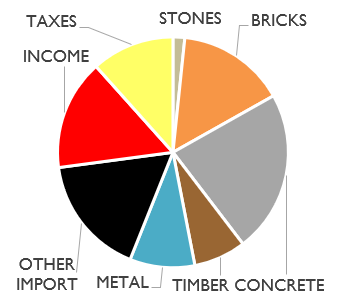 TAXES
STONES
BRICKS
INCOME
OTHER
IMPORT
METAL
TIMBER
CONCRETE